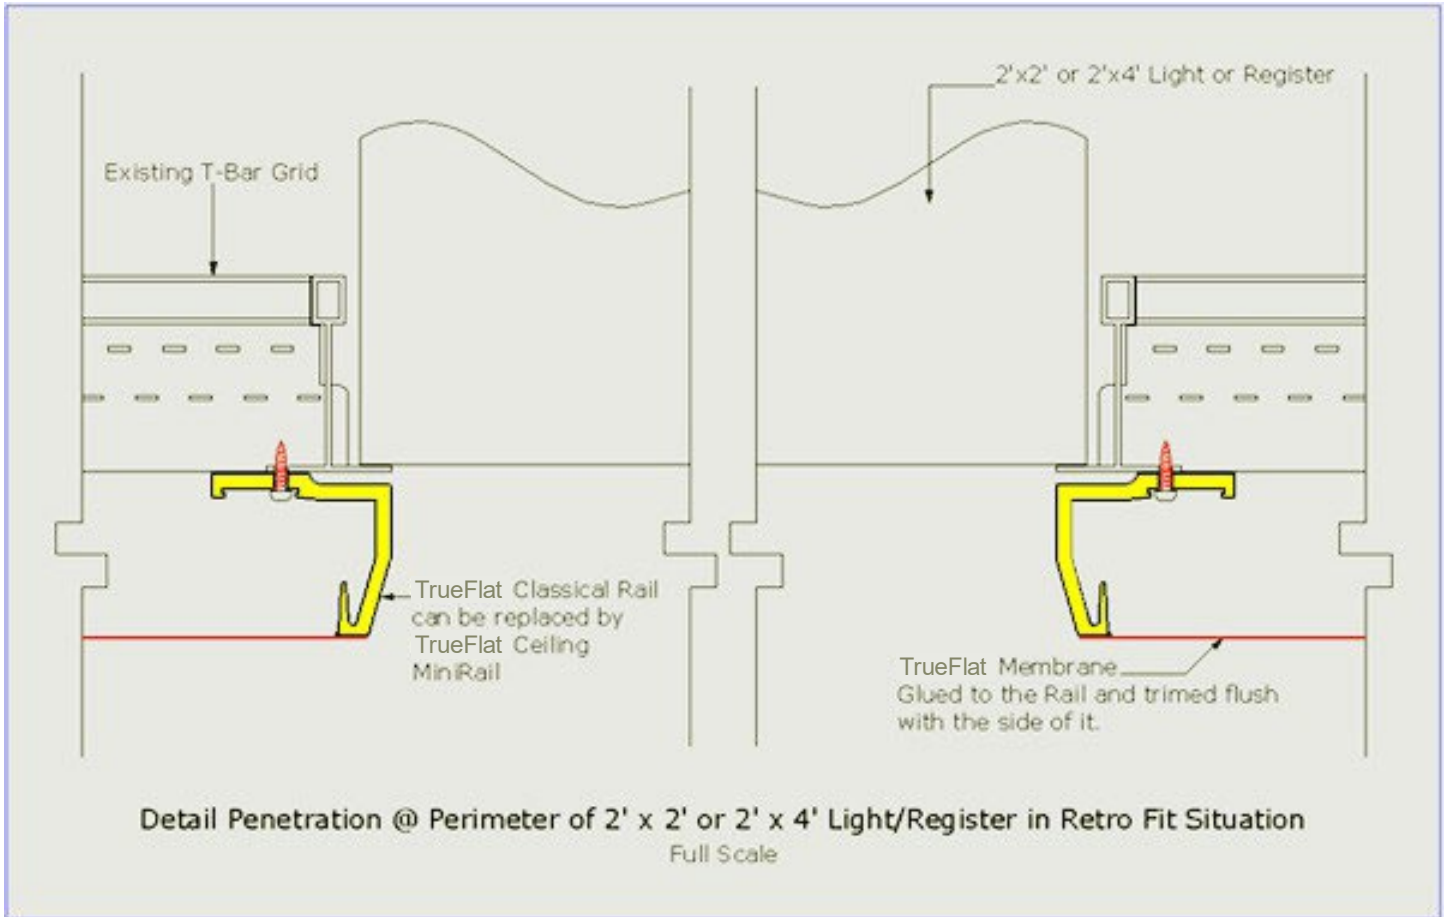 2'x2' or 2'x4' Light or Register
Existing T-Bar Grid
TrueFlat Classical Rail
can be replaced by
TrueFlat Ceiling
MiniRail
TrueFlat Membrane
Glued to the Rail and trimed flush
with the side of it.
Detail Penetration @ Perimeter of 2' x 2' or 2' x 4' Light/Register in Retro Fit Situation
Full Scale